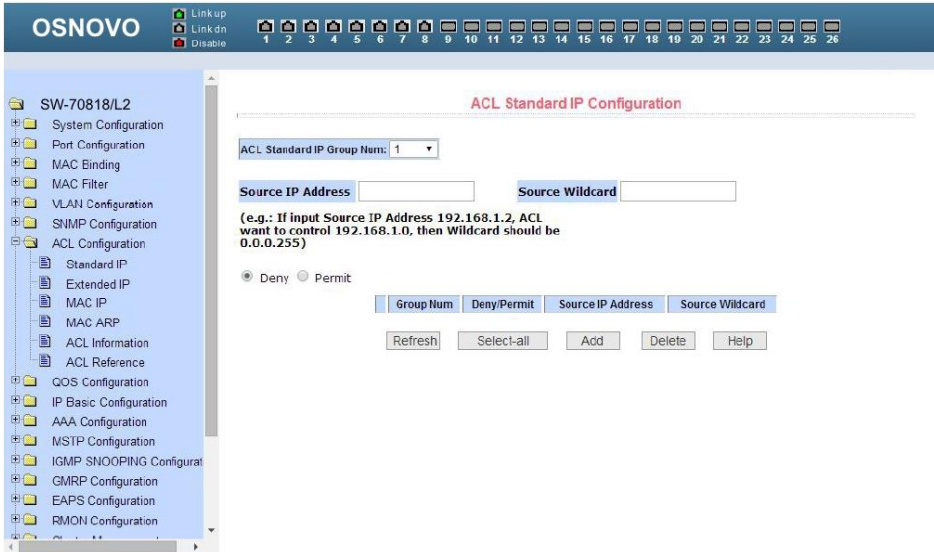 OSNOVO
Linkup
Linkdn
Disable
1 2 3 4 5 6 7 8 9 10 11 12 13 14 15 16 17 18 19 20 21 22 23 24 25 26
SW-70818/L2
System Configuration
Port Configuration
MAC Binding
MAC Filter
VLAN Configuration
SNMP Configuration
ACL Configuration
Standard IP
Extended IP
MAC IP
MAC ARP
ACL Information
ACL Reference
QOS Configuration
IP Basic Configuration
AAA Configuration
MSTP Configuration
IGMP SNOOPING Configurat
GMRP Configuration
EAPS Configuration
RMON Configuration
ACL Standard IP Configuration
ACL Standard IP Group Num: 1
Source IP Address
Source Wildcard
(e.g.: If input Source IP Address 192.168.1.2, ACL
want to control 192.168.1.0, then Wildcard should be
0.0.0.255)
Deny Permit
Group Num Deny/Permit Source IP Address Source Wildcard
Refresh Select-all Add Delete Help